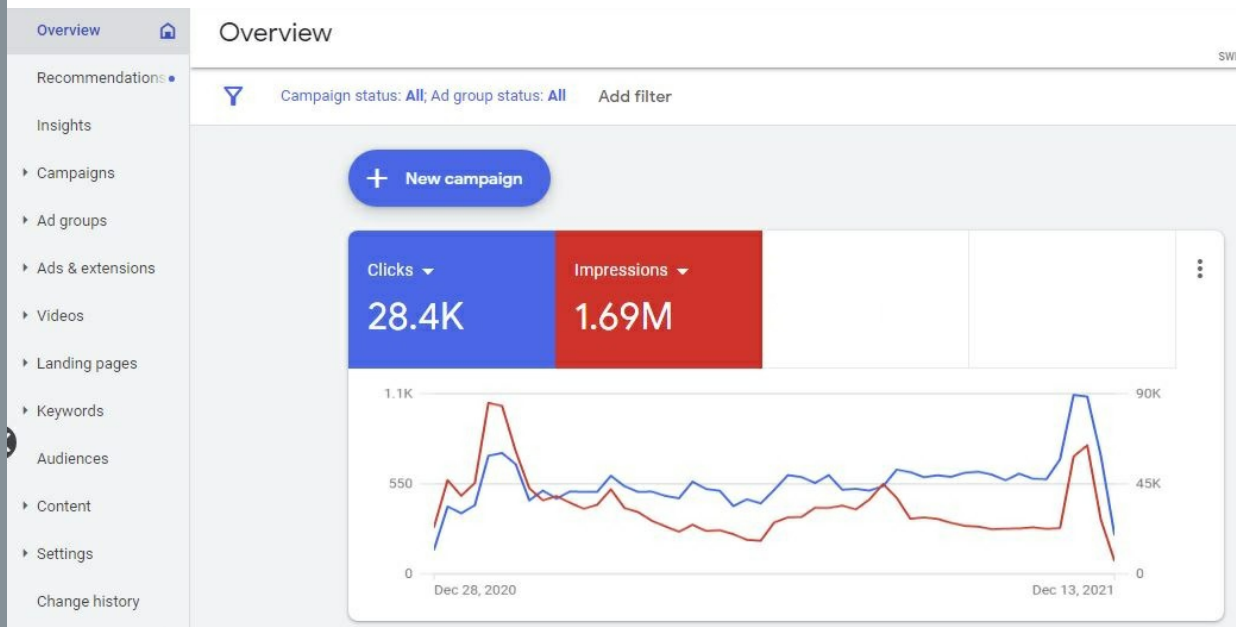 Overview
Recommendations
Insights
Campaigns
Ad groups
Ads & extensions
Videos
Landing pages
Keywords
Audiences
Content
Settings
Change history
Overview
Campaign status: All; Ad group status: All Add filter
New campaign
Clicks
28.4K
Impressions
1.69M
1.1K
550
0
90K
45K
0
Dec 28, 2020
Dec 13, 2021